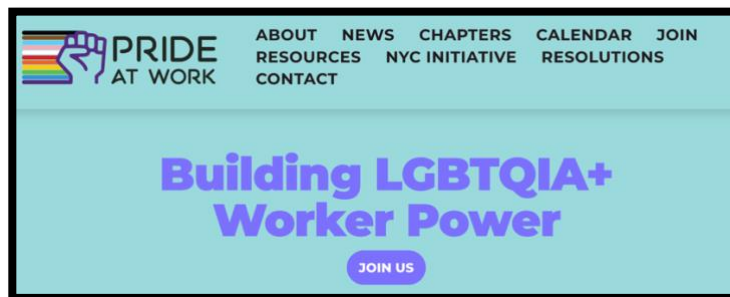 PRIDE
AT WORK
ABOUT NEWS CHAPTERS CALENDAR JOIN
RESOURCES NYC INITIATIVE RESOLUTIONS
CONTACT
Building LGBTQIA+
Worker Power
JOIN US